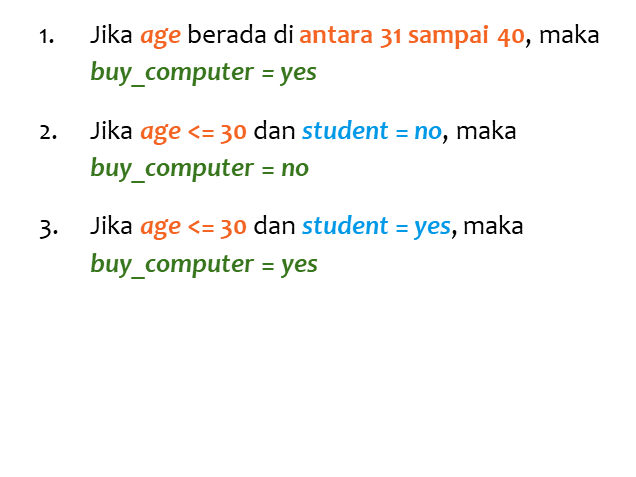 1. Jika age berada di antara 31 sampai 40, maka
buy_computer = yes
2. Jika age <= 30 dan student = no, maka
buy_computer = no
3. Jika age <= 30 dan student = yes, maka
buy_computer = yes